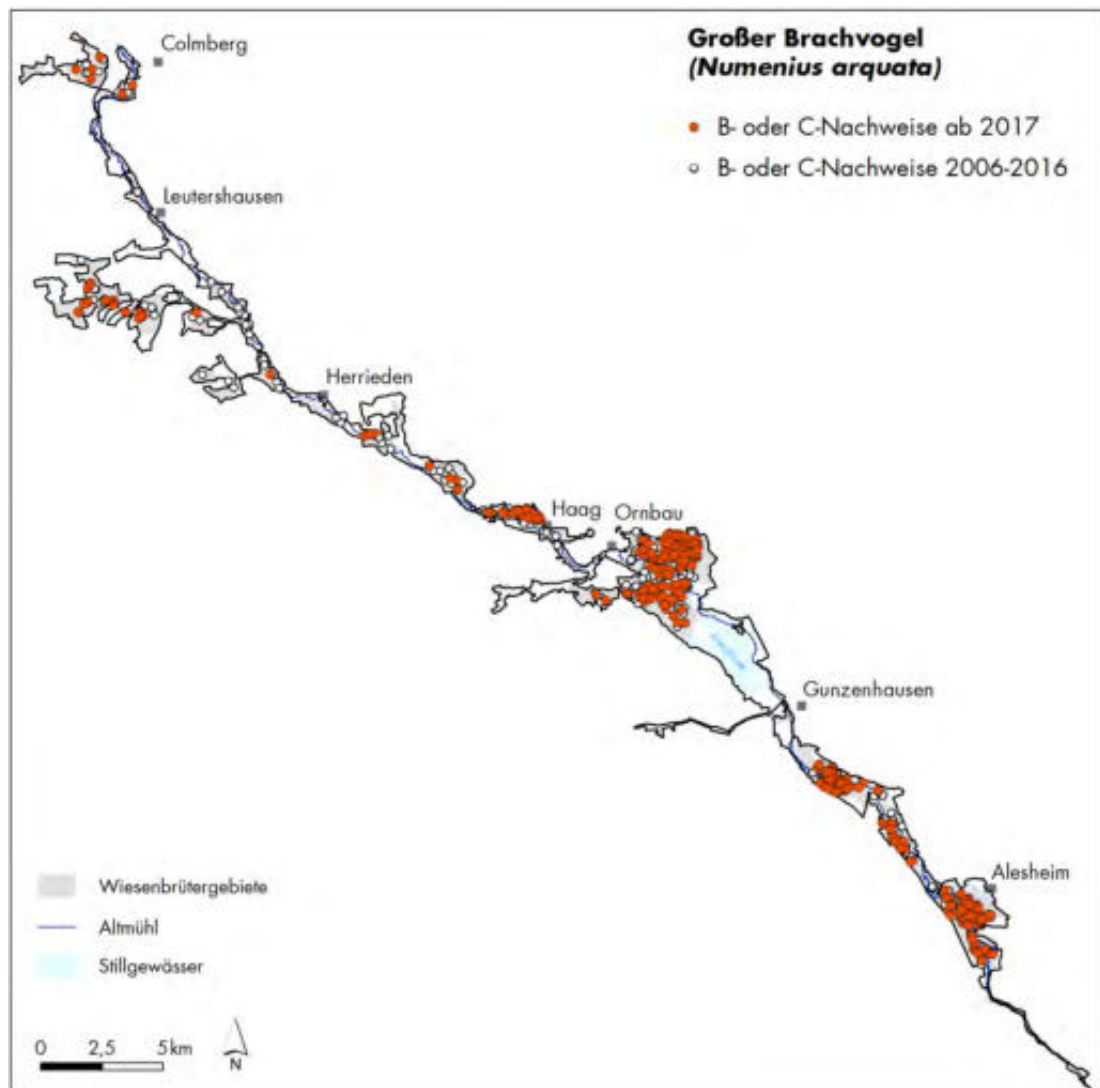 Colmberg
Großer Brachvogel
(Numenius arquata)
B- oder C-Nachweise ab 2017
B- oder C-Nachweise 2006-2016
Leutershausen
Herrieden
Haag
Ornbau
Gunzenhausen
Alesheim
Wiesenbrütergebiete
Altmühl
Stillgewässer
0 2,5 5 km
N